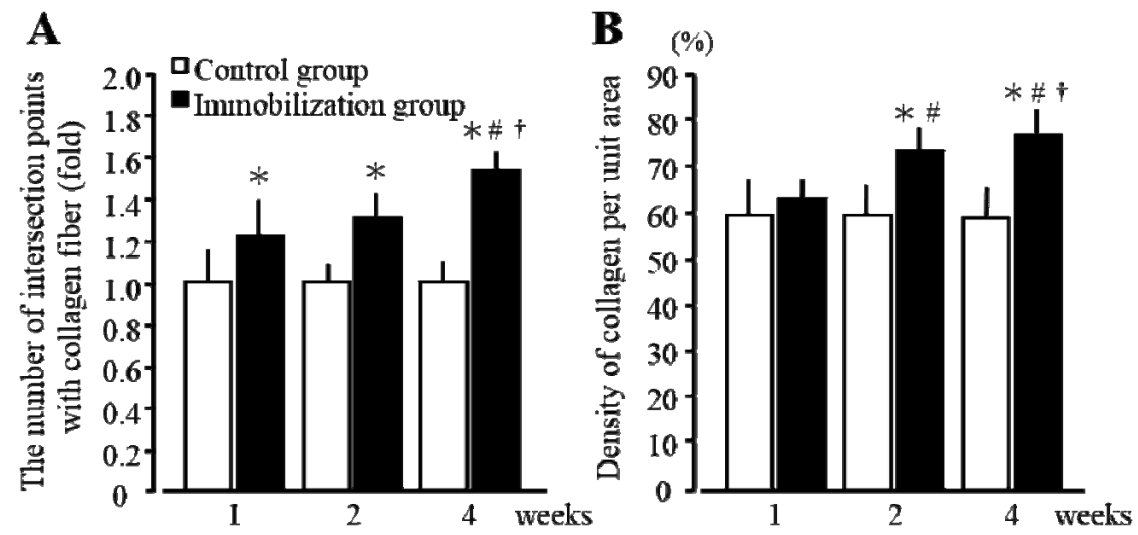 A
The number of intersection points
with collagen fiber (fold)
2.0
1.8
1.6
1.4
1.2
1.0
0.8
0.6
0.4
0.2
0
Control group
Immobilization group
*
*
* # †
1
2
4
weeks
B
(%)
Density of collagen per unit area
90
80
70
60
50
40
30
20
10
0
* #
* # †
1
2
4
weeks